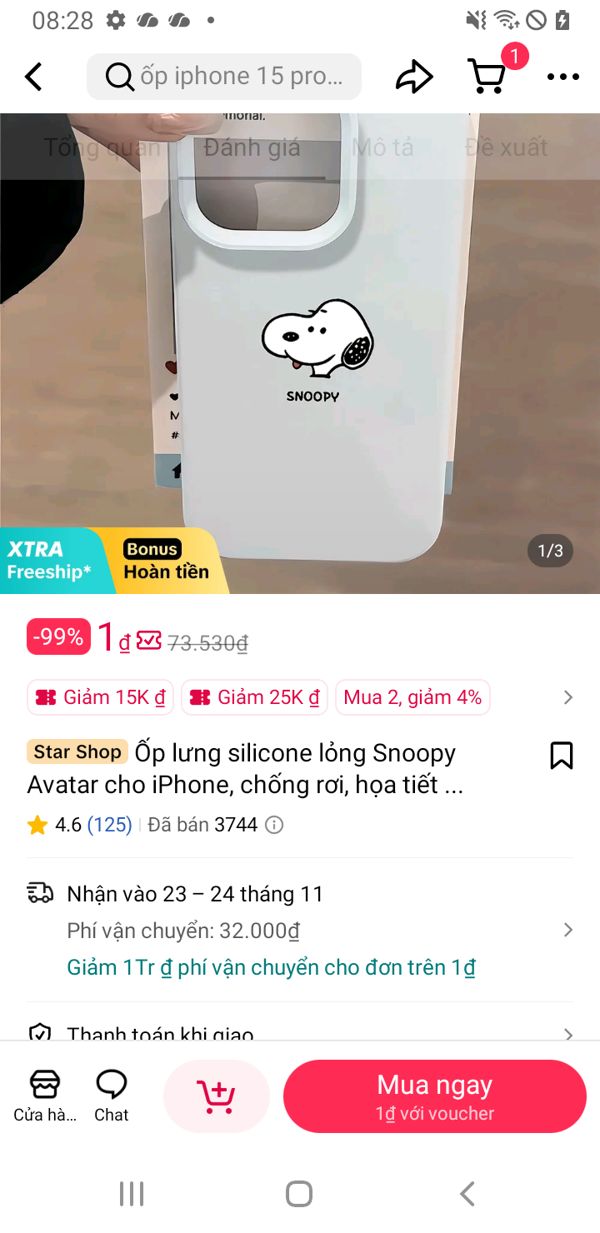 08:28
ốp iphone 15 pro...
1
morial.
Tổng quan
Đánh giá
Mô tả
Đề xuất
SNOOPY
M
#
XTRA
Freeship*
Bonus
Hoàn tiền
1/3
-99% 1₫ 73.530₫
Giảm 15K ₫
Giảm 25K ₫
Mua 2, giảm 4%
Star Shop Ốp lưng silicone lỏng Snoopy
Avatar cho iPhone, chống rơi, họa tiết ...
4.6 (125) Đã bán 3744
Nhận vào 23 – 24 tháng 11
Phí vận chuyển: 32.000₫
Giảm 1Tr ₫ phí vận chuyển cho đơn trên 1₫
Thanh toán khi giao
Cửa hà...
Chat
Mua ngay
1₫ với voucher